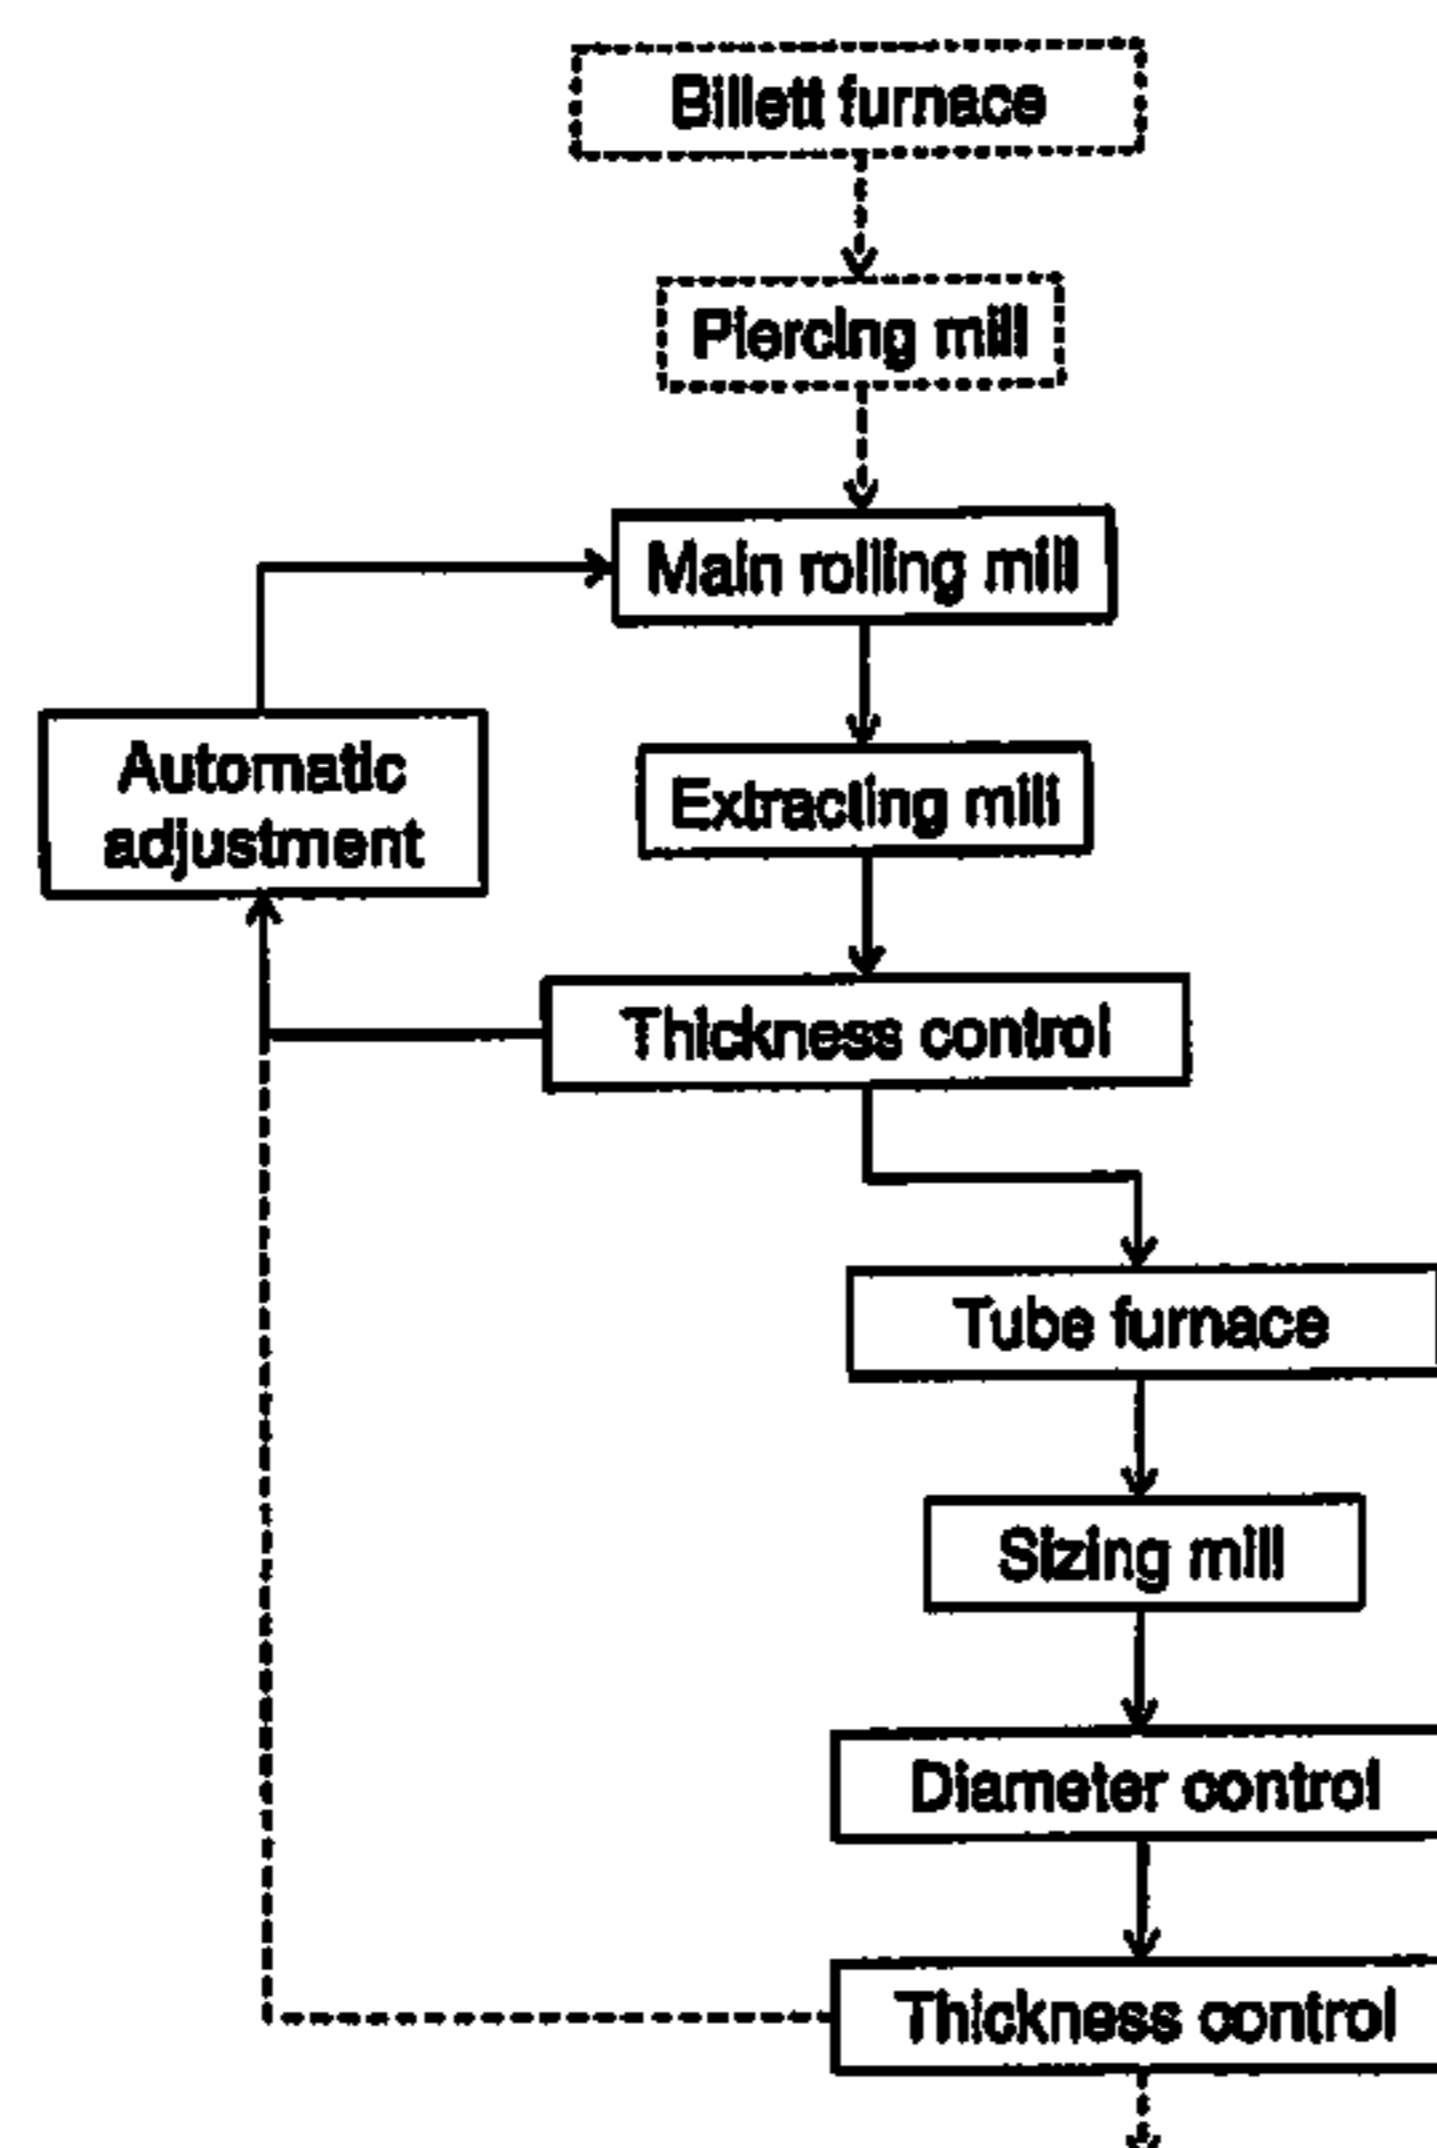 Billett furnace
Piercing mill
Main rolling mill
Automatic
adjustment
Extracting mill
Thickness control
Tube furnace
Sizing mill
Diameter control
Thickness control